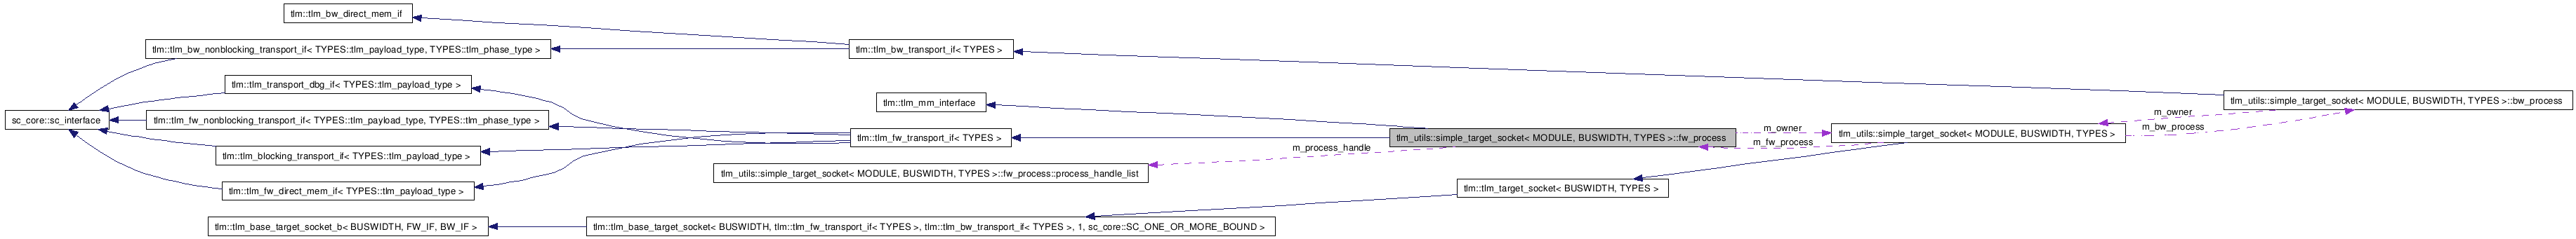 tlm::tlm_bw_direct_mem_if
tlm::tlm_bw_nonblocking_transport_if< TYPES::tlm_payload_type, TYPES::tlm_phase_type >
tlm::tlm_bw_transport_if< TYPES >
tlm::tlm_transport_dbg_if< TYPES::tlm_payload_type >
tlm::tlm_mm_interface
tlm_utils::simple_target_socket< MODULE, BUSWIDTH, TYPES >::bw_process
m_owner
sc_core::sc_interface
tlm::tlm_fw_nonblocking_transport_if< TYPES::tlm_payload_type, TYPES::tlm_phase_type >
m_owner
m_bw_process
tlm::tlm_fw_transport_if< TYPES >
tlm_utils::simple_target_socket< MODULE, BUSWIDTH, TYPES >::fw_process
tlm_utils::simple_target_socket< MODULE, BUSWIDTH, TYPES >
m_process_handle
m_fw_process
tlm::tlm_blocking_transport_if< TYPES::tlm_payload_type >
tlm_utils::simple_target_socket< MODULE, BUSWIDTH, TYPES >::fw_process::process_handle_list
tlm::tlm_fw_direct_mem_if< TYPES::tlm_payload_type >
tlm::tlm_target_socket< BUSWIDTH, TYPES >
tlm::tlm_base_target_socket_b< BUSWIDTH, FW_IF, BW_IF >
tlm::tlm_base_target_socket< BUSWIDTH, tlm::tlm_fw_transport_if< TYPES >, tlm::tlm_bw_transport_if< TYPES >, 1, sc_core::SC_ONE_OR_MORE_BOUND >